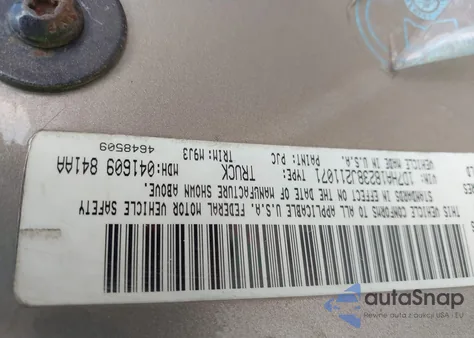 THIS VEHICLE CONFORMS TO ALL APPLICABLE U.S.A. FEDERAL MOTOR VEHICLE SAFETY
STANDARDS IN EFFECT ON THE DATE OF MANUFACTURE SHOWN ABOVE.
VIN: TYPE: TRUCK MDH: 041609 841AA
VEHICLE MADE IN U.S.A. PAINT: PJC TRIM: M9J3
4648509
autoSnap